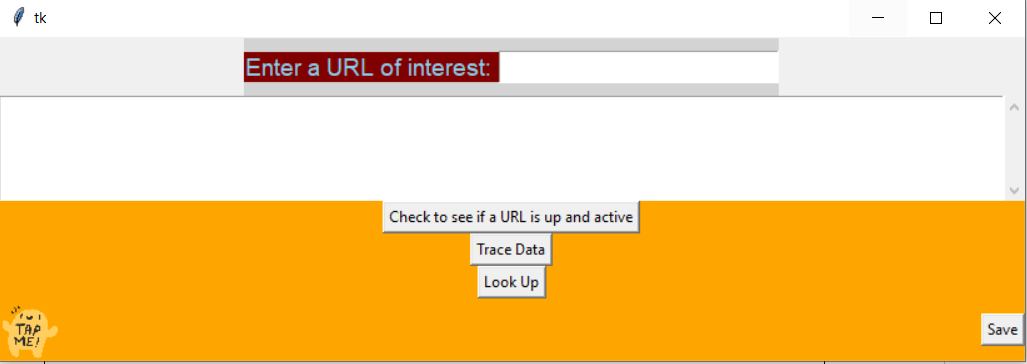 tk
Enter a URL of interest:
Check to see if a URL is up and active
Trace Data
Look Up
TAP
ME!
Save